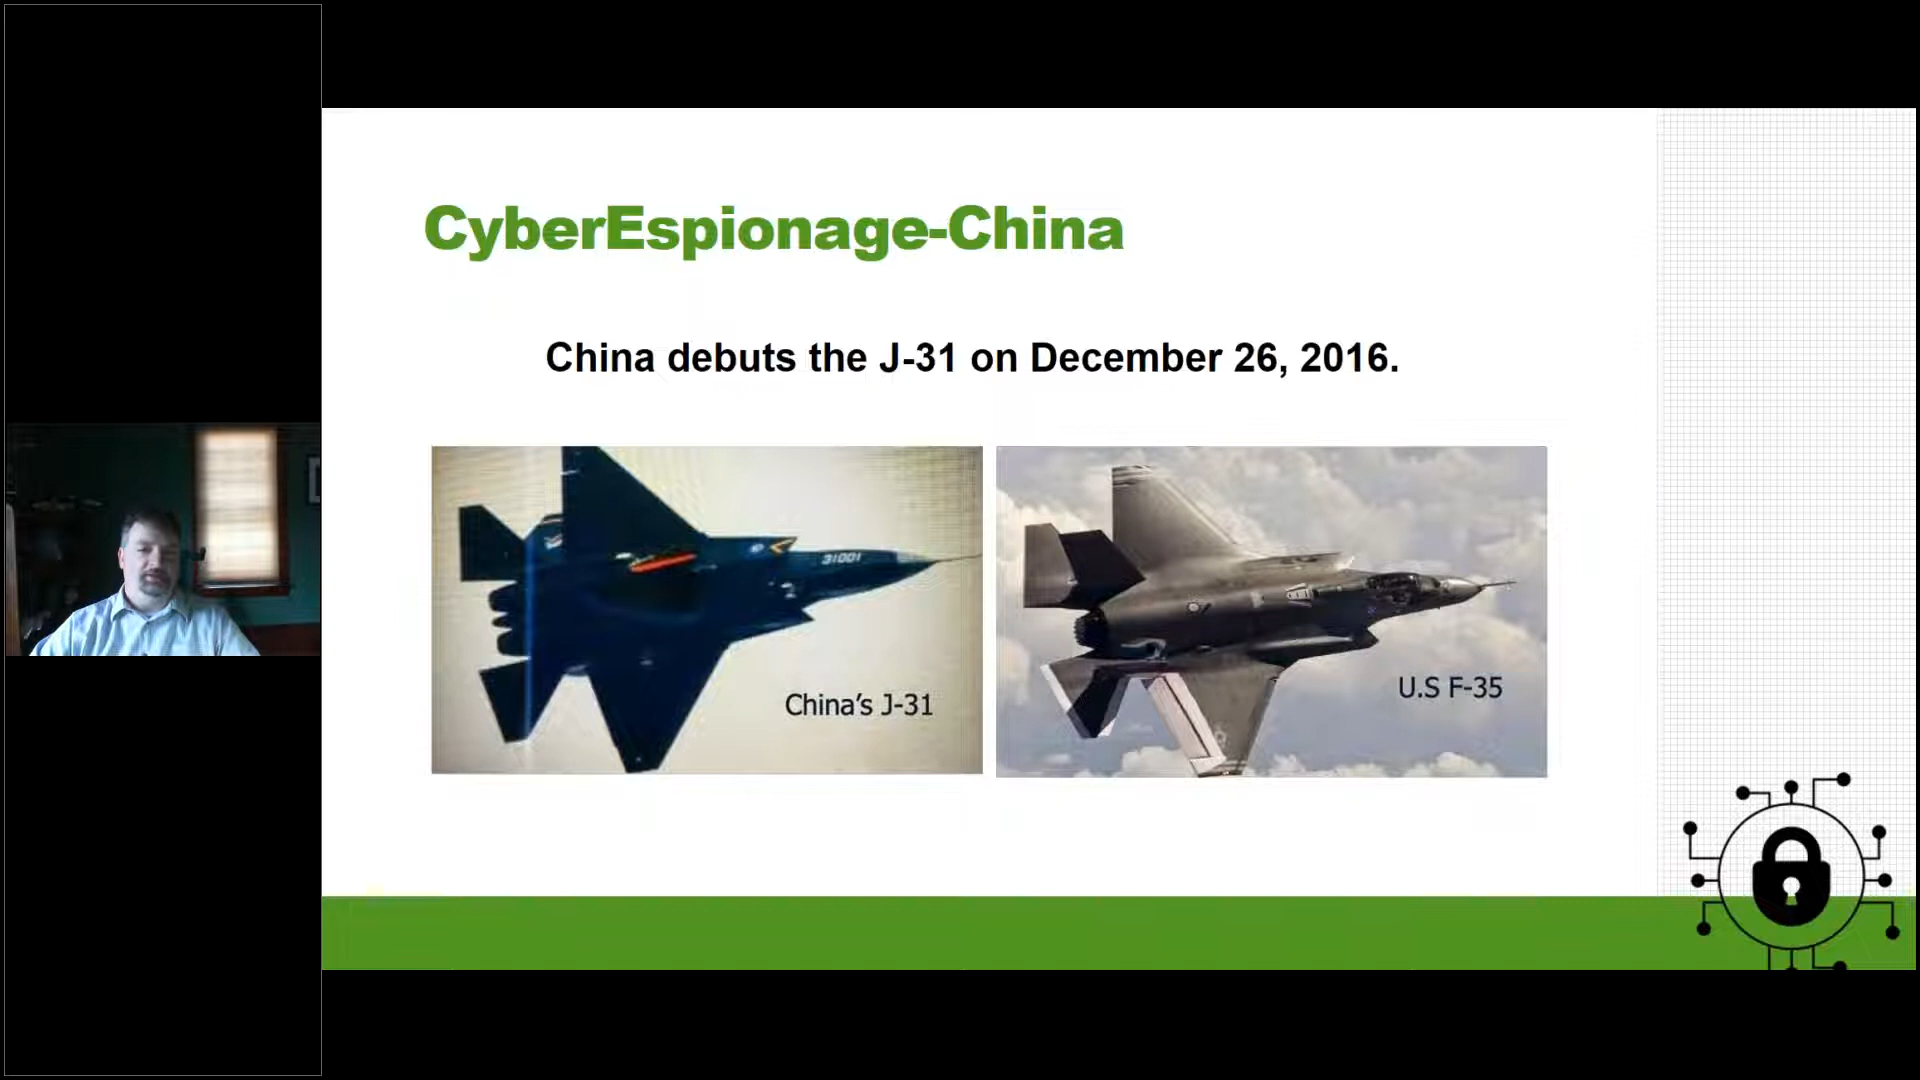 CyberEspionage-China
China debuts the J-31 on December 26, 2016.
31001
China's J-31
U.S F-35